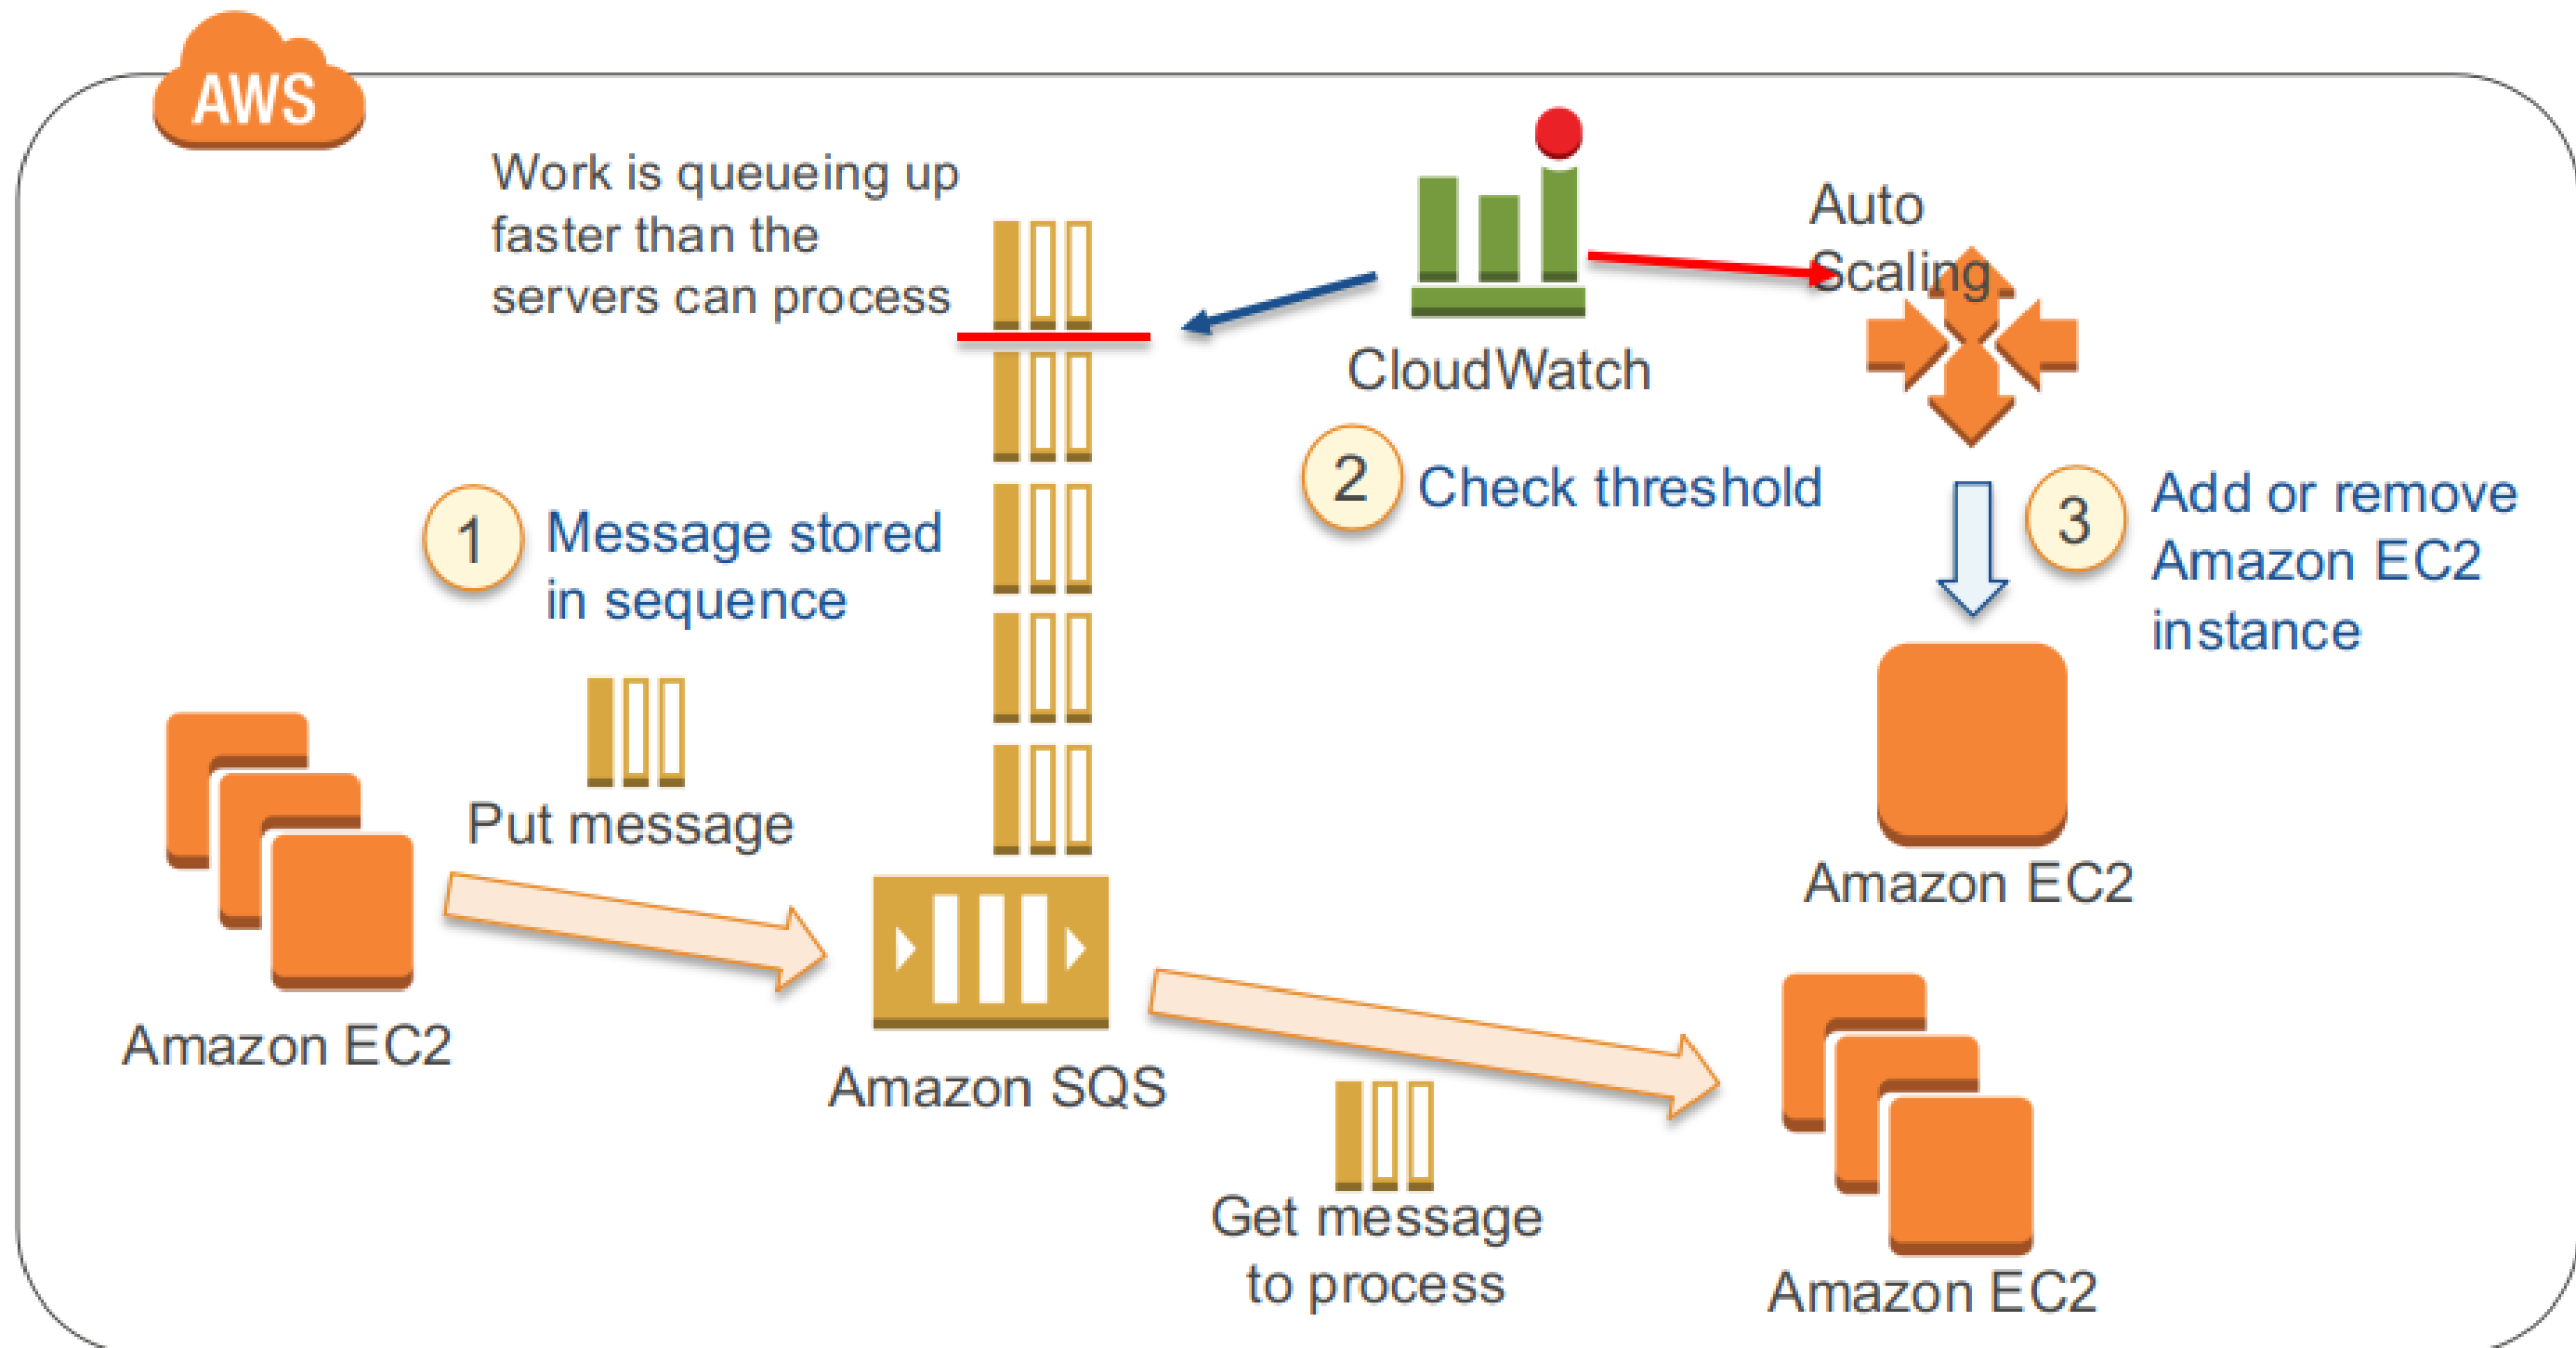 AWS
Work is queueing up
faster than the
servers can process
Auto
Scaling
CloudWatch
1
Message stored
in sequence
2
Check threshold
3
Add or remove
Amazon EC2
instance
Put message
Amazon EC2
Amazon EC2
Amazon SQS
Get message
to process
Amazon EC2